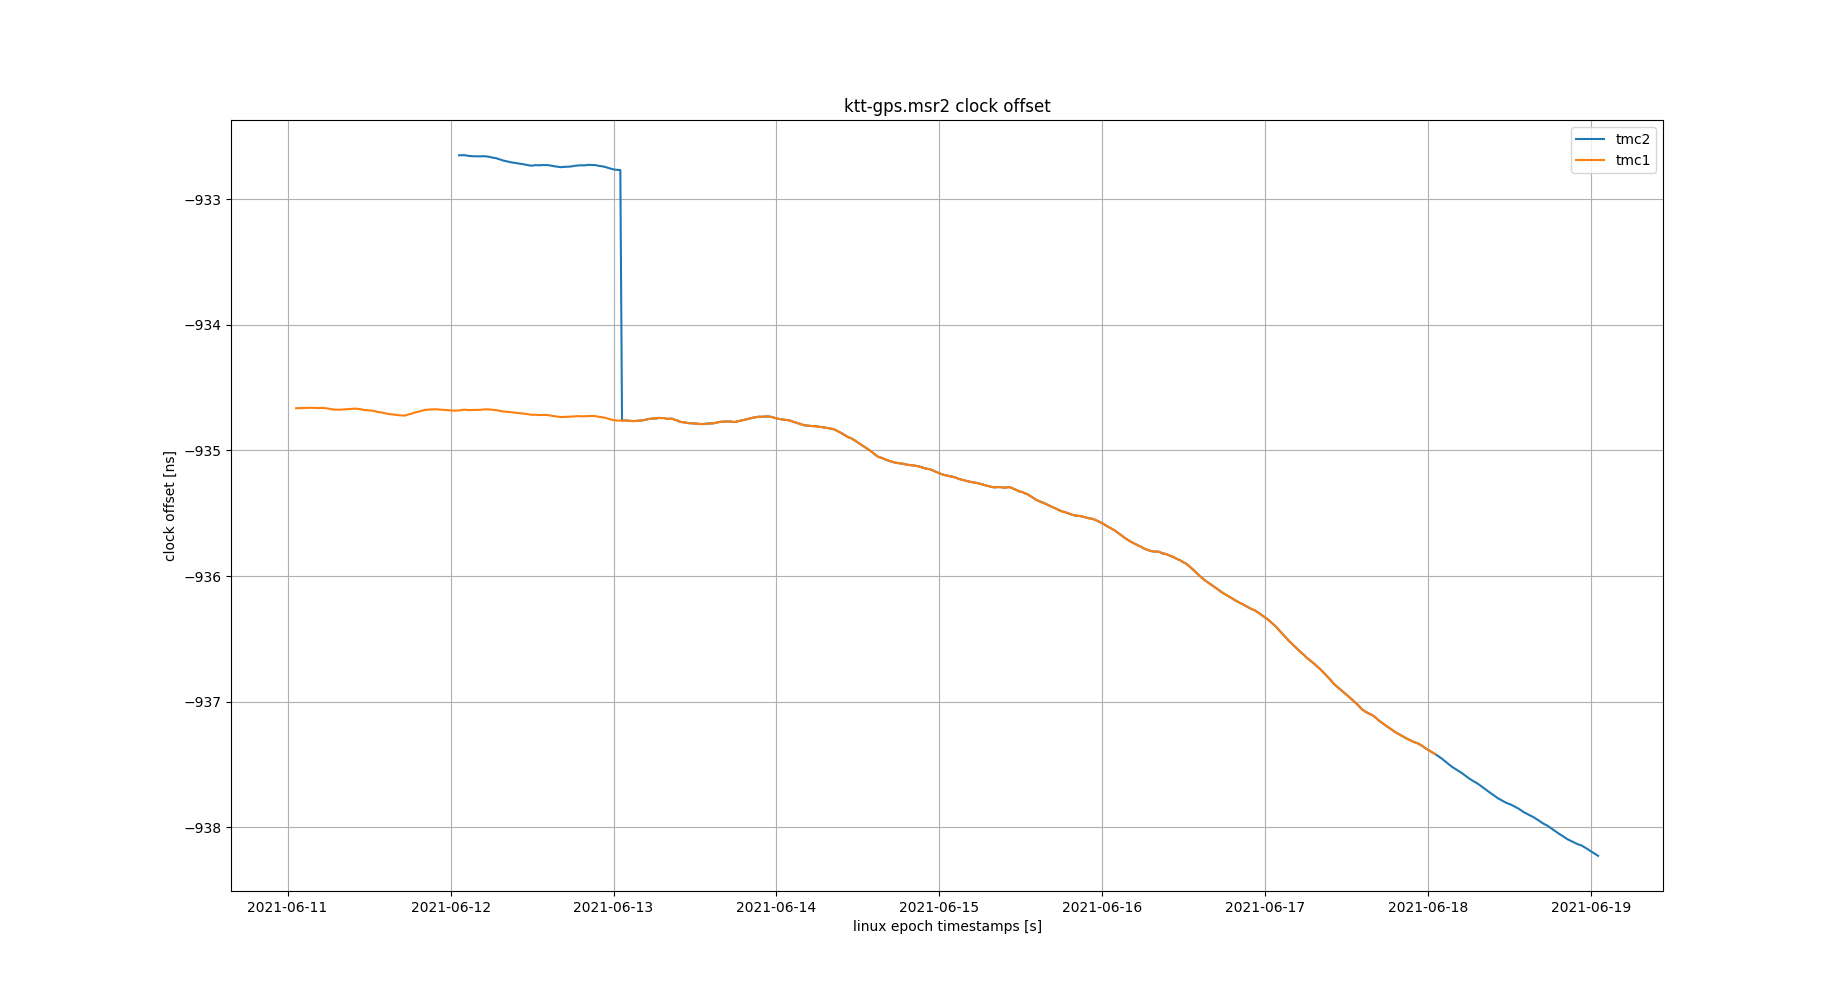 ktt-gps.msr2 clock offset
tmc2
tmc1
−933
−934
−935
−936
−937
−938
clock offset [ns]
2021-06-11 2021-06-12 2021-06-13 2021-06-14 2021-06-15 2021-06-16 2021-06-17 2021-06-18 2021-06-19
linux epoch timestamps [s]